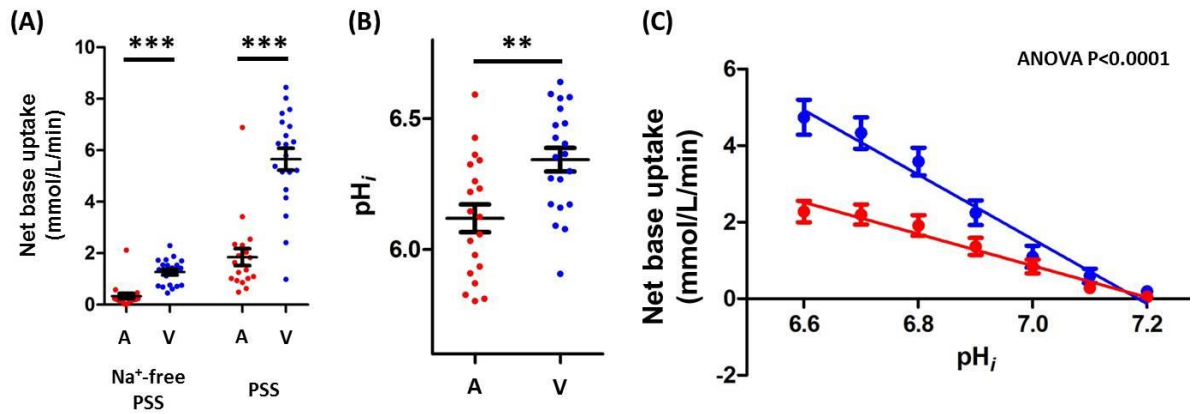 (A)
***
***
Net base uptake
(mmol/L/min)
10
8
6
4
2
0
A
V
A
V
Na⁺-free
PSS
PSS
(B)
**
pHi
6.5
6.0
A
V
(C)
ANOVA P<0.0001
Net base uptake
(mmol/L/min)
6
4
2
0
-2
6.6
6.8
7.0
7.2
pHi